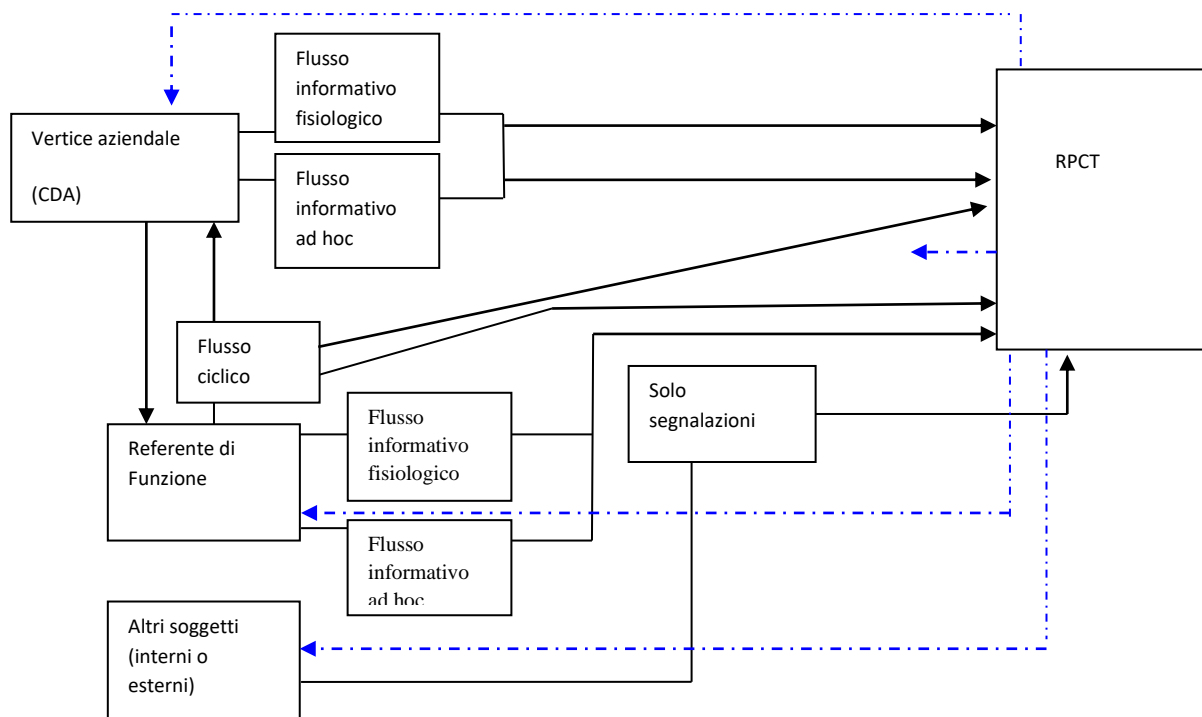 Flusso
informativo
fisiologico
Vertice aziendale
(CDA)
Flusso
informativo
ad hoc
RPCT
Flusso
ciclico
Solo
segnalazioni
Referente di
Funzione
Flusso
informativo
fisiologico
Flusso
informativo
ad hoc
Altri soggetti
(interni o
esterni)